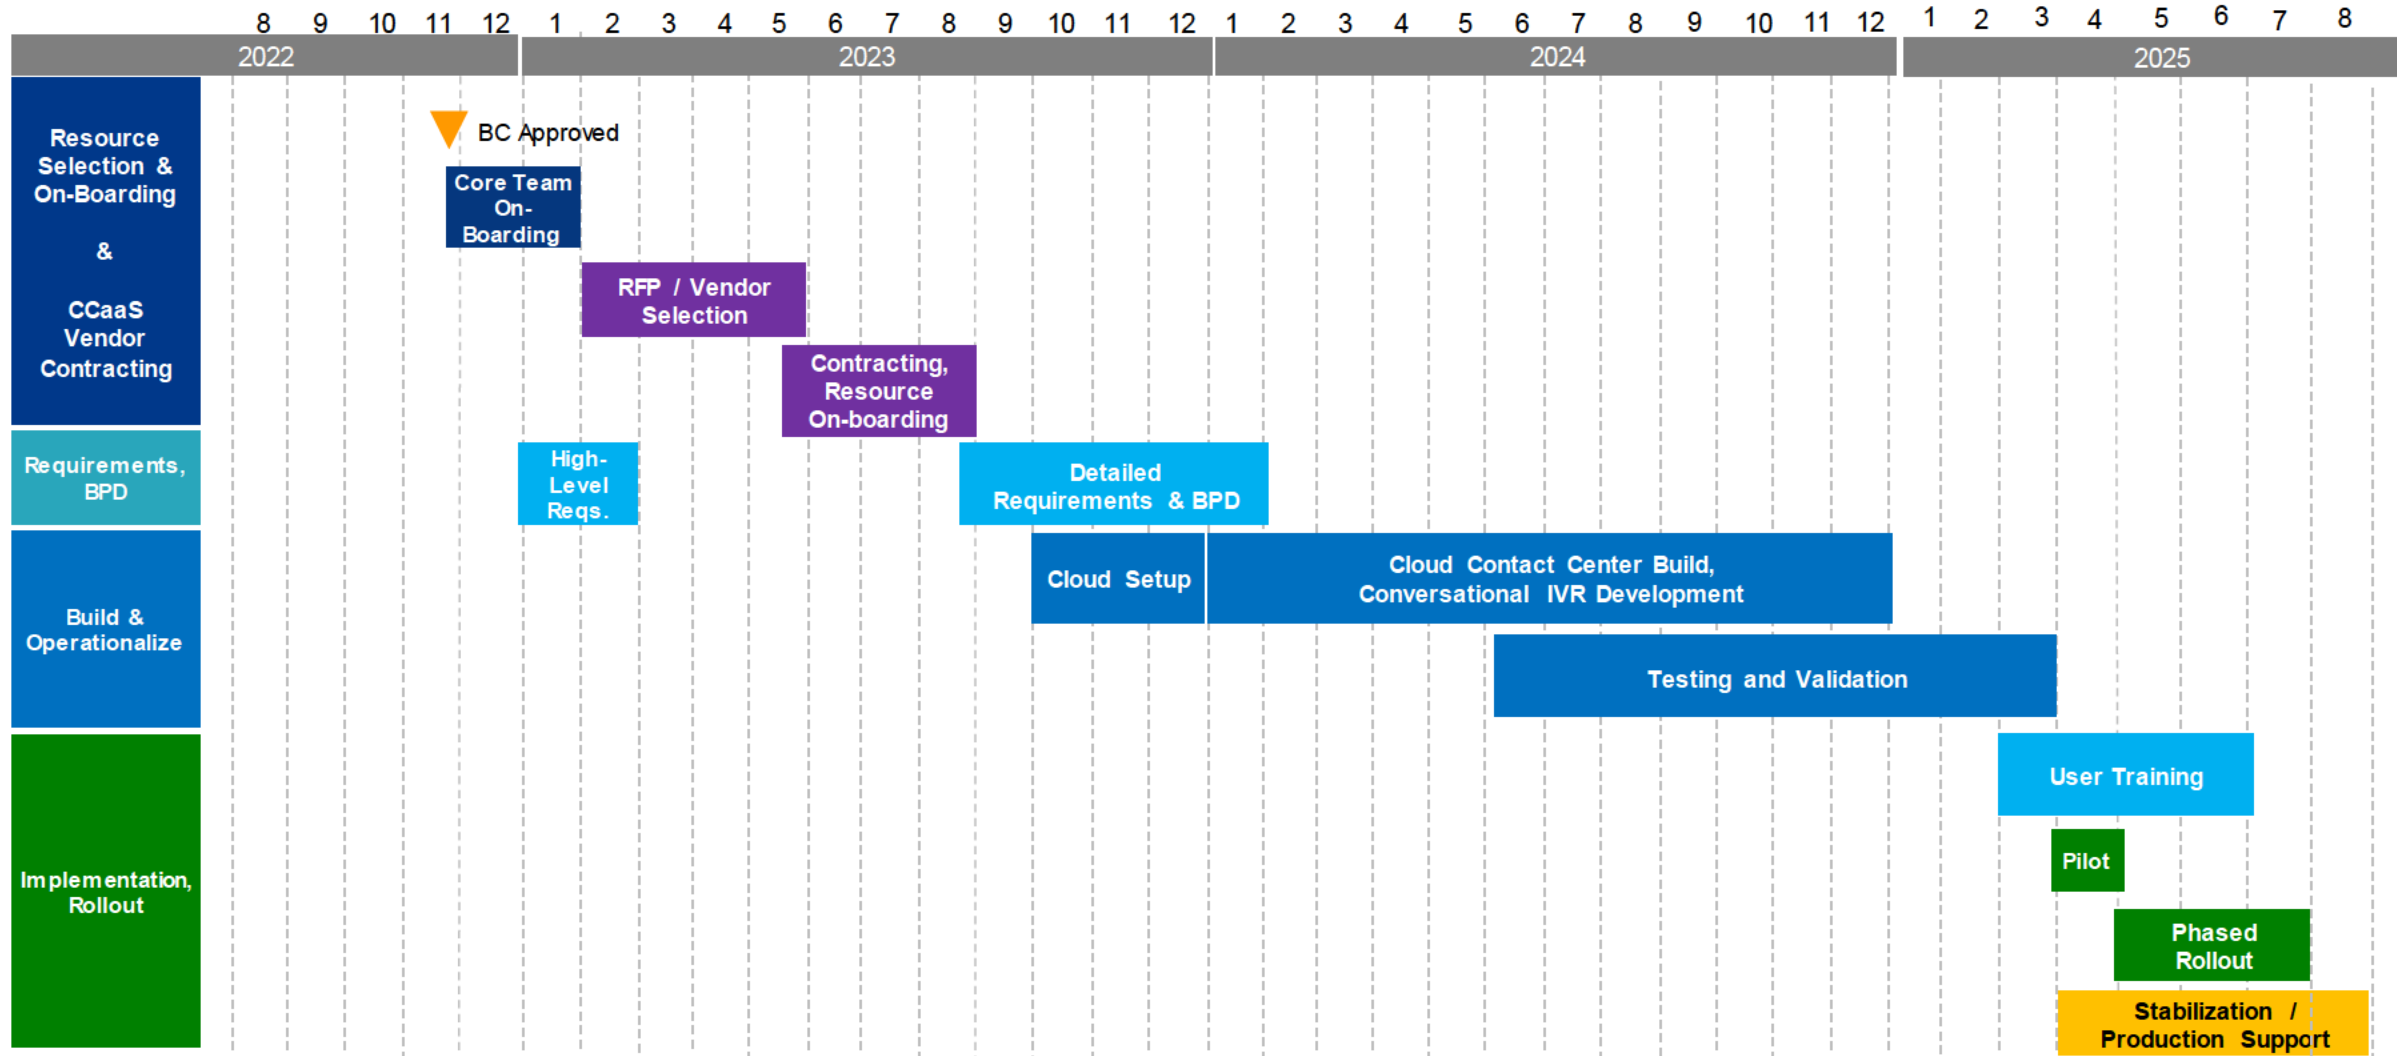 8 9 10 11 12 1 2 3 4 5 6 7 8 9 10 11 12 1 2 3 4 5 6 7 8 9 10 11 12 1 2 3 4 5 6 7 8
2022 2023 2024 2025
Resource
Selection &
On-Boarding
&
CCaaS
Vendor
Contracting
BC Approved
Core Team
On-
Boarding
RFP / Vendor
Selection
Contracting,
Resource
On-boarding
Requirements,
BPD
High-
Level
Reqs.
Detailed
Requirements & BPD
Build &
Operationalize
Cloud Setup
Cloud Contact Center Build,
Conversational IVR Development
Testing and Validation
Implementation,
Rollout
User Training
Pilot
Phased
Rollout
Stabilization /
Production Support